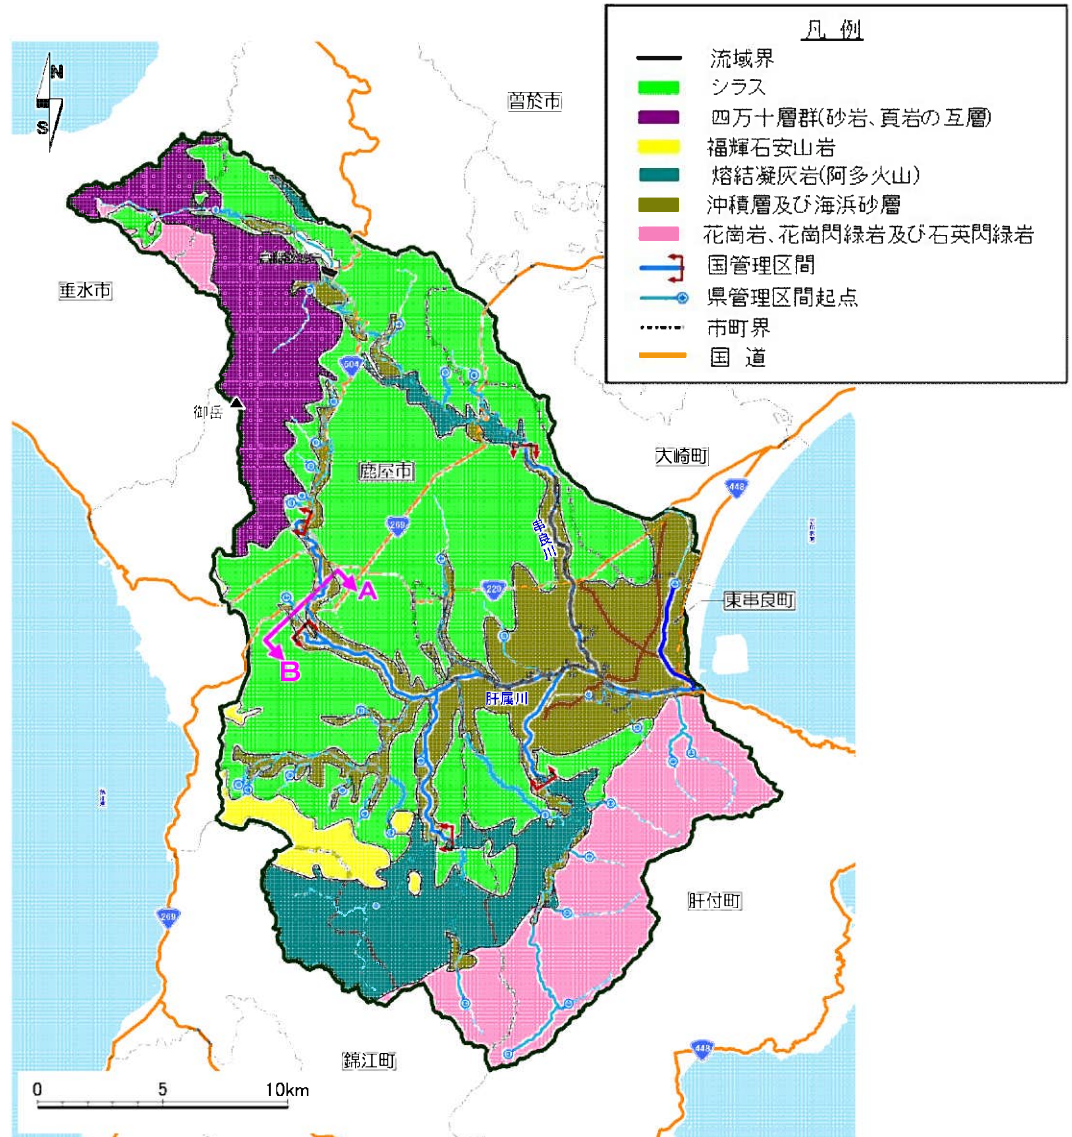 凡例
流域界
シラス
四万十層群(砂岩、頁岩の互層)
福輝石安山岩
熔結凝灰岩(阿多火山)
沖積層及び海浜砂層
花崗岩、花崗閃緑岩及び石英閃緑岩
国管理区間
県管理区間起点
市町界
国道
N
S
曽於市
垂水市
504
御岳
鹿屋市
大崎町
448
269
串良川
220
A
東串良町
B
肝属川
肝付町
269
錦江町
448
0 5 10km